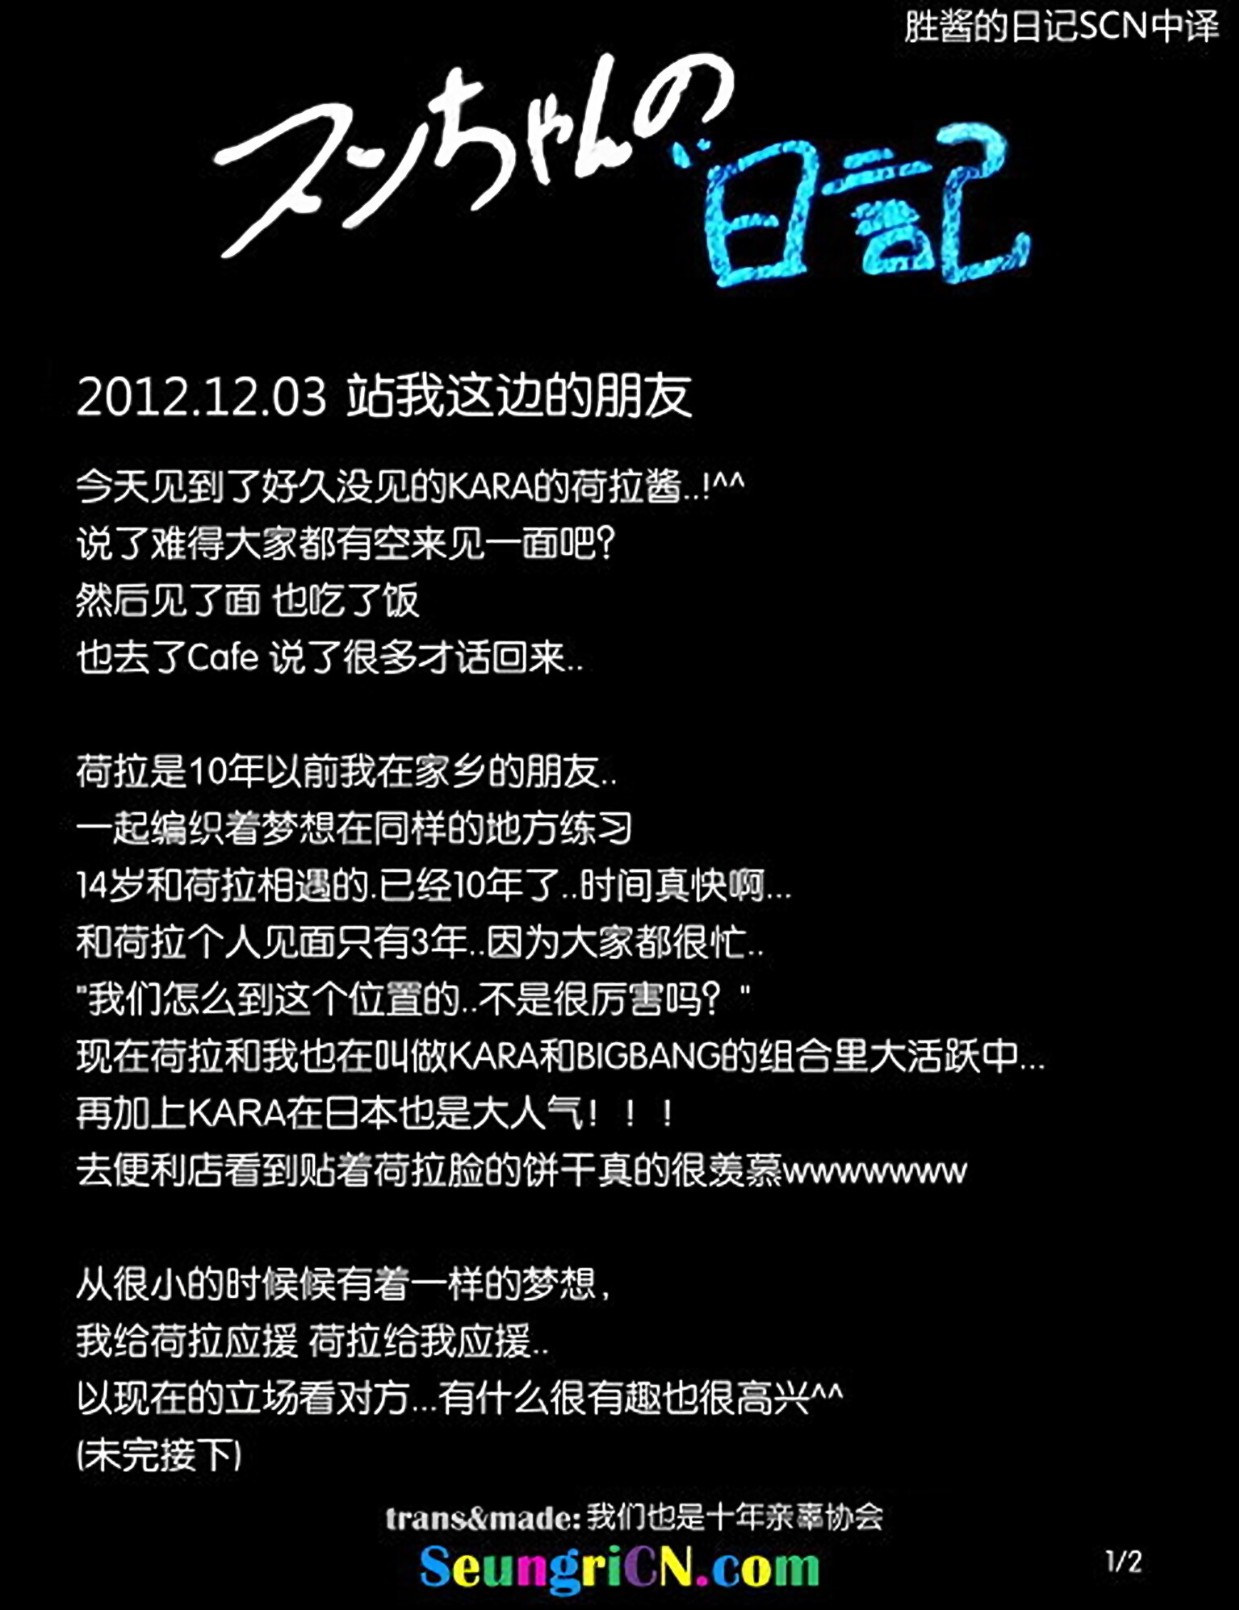 胜酱的日记SCN中译
スンちゃんの
日記
2012.12.03 站我这边的朋友
今天见到了好久没见的KARA的荷拉酱..!^^
说了难得大家都有空来见一面吧?
然后见了面 也吃了饭
也去了Cafe 说了很多才话回来..
荷拉是10年以前我在家乡的朋友..
一起编织着梦想在同样的地方练习
14岁和荷拉相遇的.已经10年了..时间真快啊...
和荷拉个人见面只有3年..因为大家都很忙..
"我们怎么到这个位置的..不是很厉害吗? "
现在荷拉和我也在叫做KARA和BIGBANG的组合里大活跃中...
再加上KARA在日本也是大人气! ! !
去便利店看到贴着荷拉脸的饼干真的很羡慕wwwwwww
从很小的时候候有着一样的梦想,
我给荷拉应援 荷拉给我应援..
以现在的立场看对方...有什么很有趣也很高兴^^
(未完接下)
trans&made:我们也是十年亲辜协会
SeungriCN.com
1/2